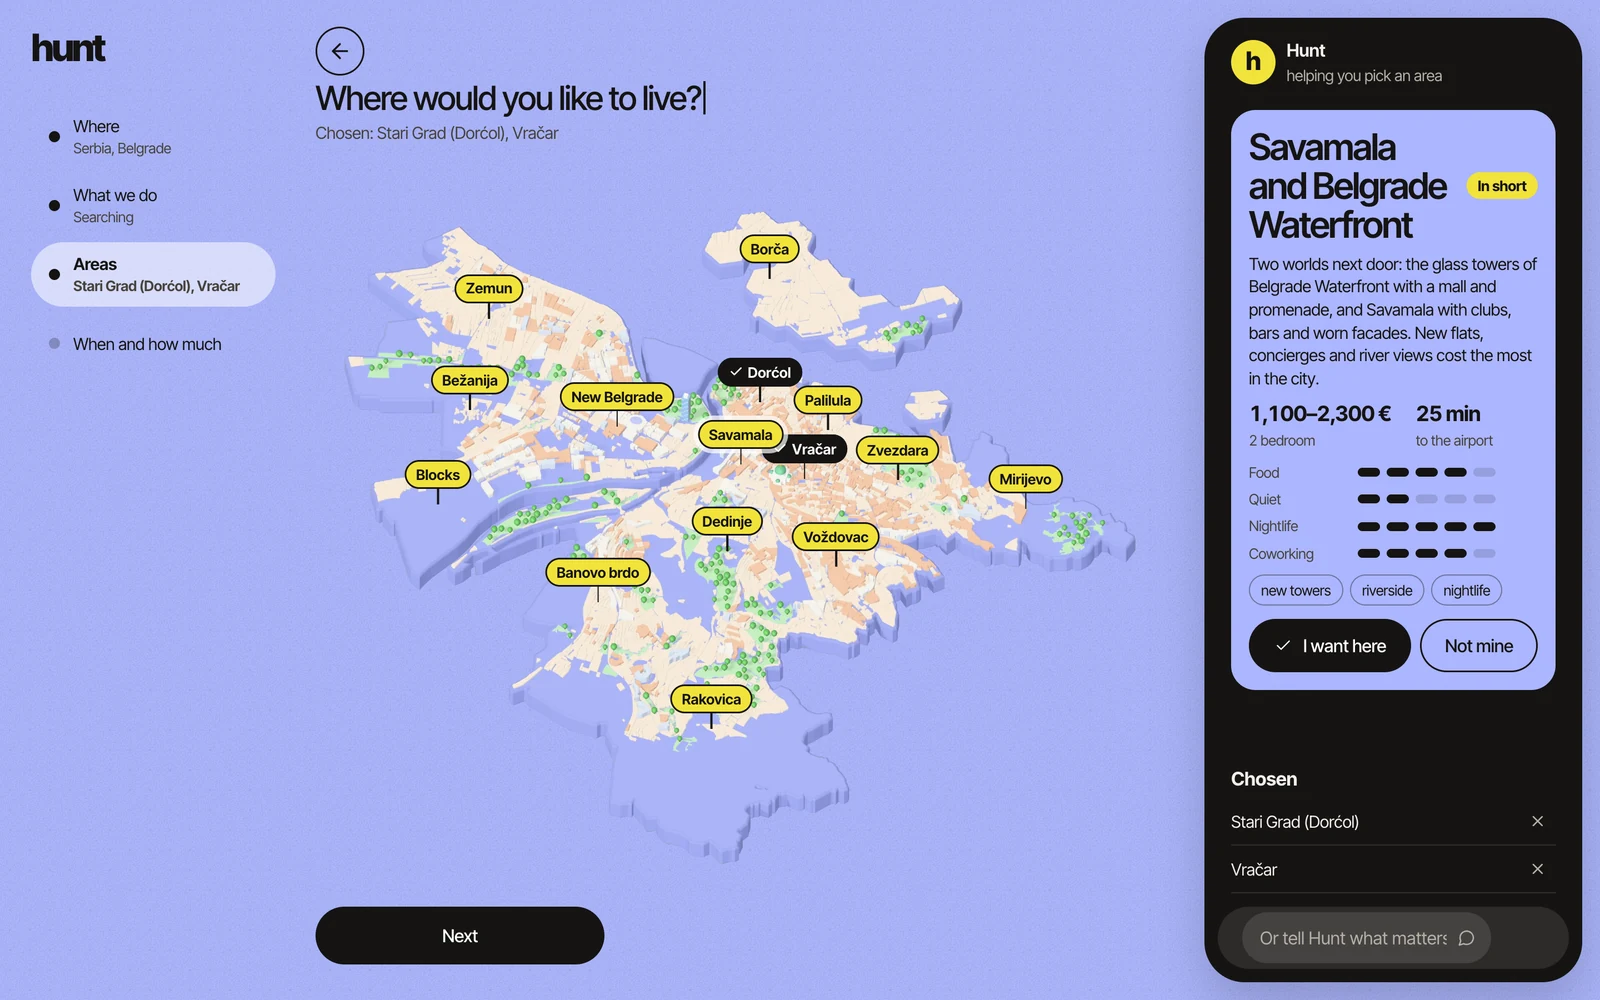 hunt
Where
Serbia, Belgrade
What we do
Searching
Areas
Stari Grad (Dorćol), Vračar
When and how much
Where would you like to live?
Chosen: Stari Grad (Dorćol), Vračar
Borča
Zemun
Dorćol
Bežanija
New Belgrade
Palilula
Savamala
Vračar
Zvezdara
Blocks
Mirijevo
Dedinje
Voždovac
Banovo brdo
Rakovica
Next
h
Hunt
helping you pick an area
Savamala
and Belgrade
Waterfront
In short
Two worlds next door: the glass towers of
Belgrade Waterfront with a mall and
promenade, and Savamala with clubs,
bars and worn facades. New flats,
concierges and river views cost the most
in the city.
1,100–2,300 € 25 min
2 bedroom to the airport
Food
Quiet
Nightlife
Coworking
new towers riverside nightlife
I want here Not mine
Chosen
Stari Grad (Dorćol)
Vračar
Or tell Hunt what matters